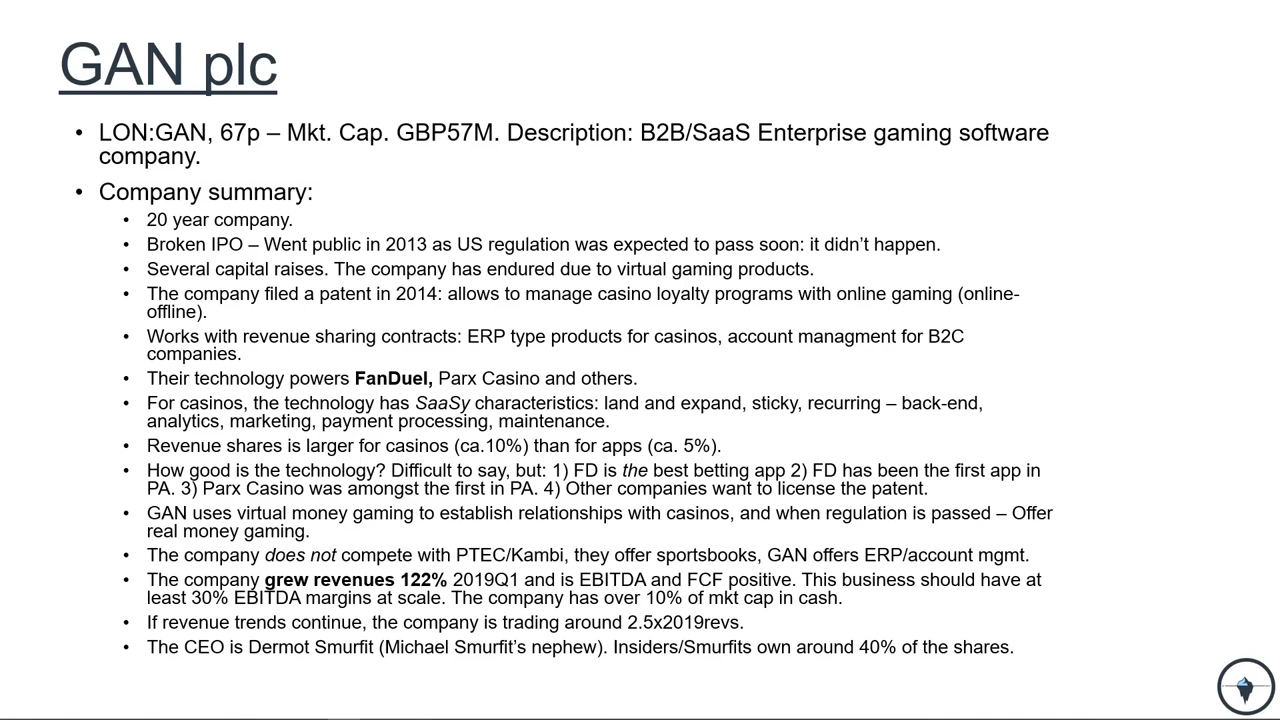 GAN plc
• LON:GAN, 67p – Mkt. Cap. GBP57M. Description: B2B/SaaS Enterprise gaming software
company.
• Company summary:
• 20 year company.
• Broken IPO – Went public in 2013 as US regulation was expected to pass soon: it didn’t happen.
• Several capital raises. The company has endured due to virtual gaming products.
• The company filed a patent in 2014: allows to manage casino loyalty programs with online gaming (online-
offline).
• Works with revenue sharing contracts: ERP type products for casinos, account managment for B2C
companies.
• Their technology powers FanDuel, Parx Casino and others.
• For casinos, the technology has SaaSy characteristics: land and expand, sticky, recurring – back-end,
analytics, marketing, payment processing, maintenance.
• Revenue shares is larger for casinos (ca.10%) than for apps (ca. 5%).
• How good is the technology? Difficult to say, but: 1) FD is the best betting app 2) FD has been the first app in
PA. 3) Parx Casino was amongst the first in PA. 4) Other companies want to license the patent.
• GAN uses virtual money gaming to establish relationships with casinos, and when regulation is passed – Offer
real money gaming.
• The company does not compete with PTEC/Kambi, they offer sportsbooks, GAN offers ERP/account mgmt.
• The company grew revenues 122% 2019Q1 and is EBITDA and FCF positive. This business should have at
least 30% EBITDA margins at scale. The company has over 10% of mkt cap in cash.
• If revenue trends continue, the company is trading around 2.5x2019revs.
• The CEO is Dermot Smurfit (Michael Smurfit’s nephew). Insiders/Smurfits own around 40% of the shares.